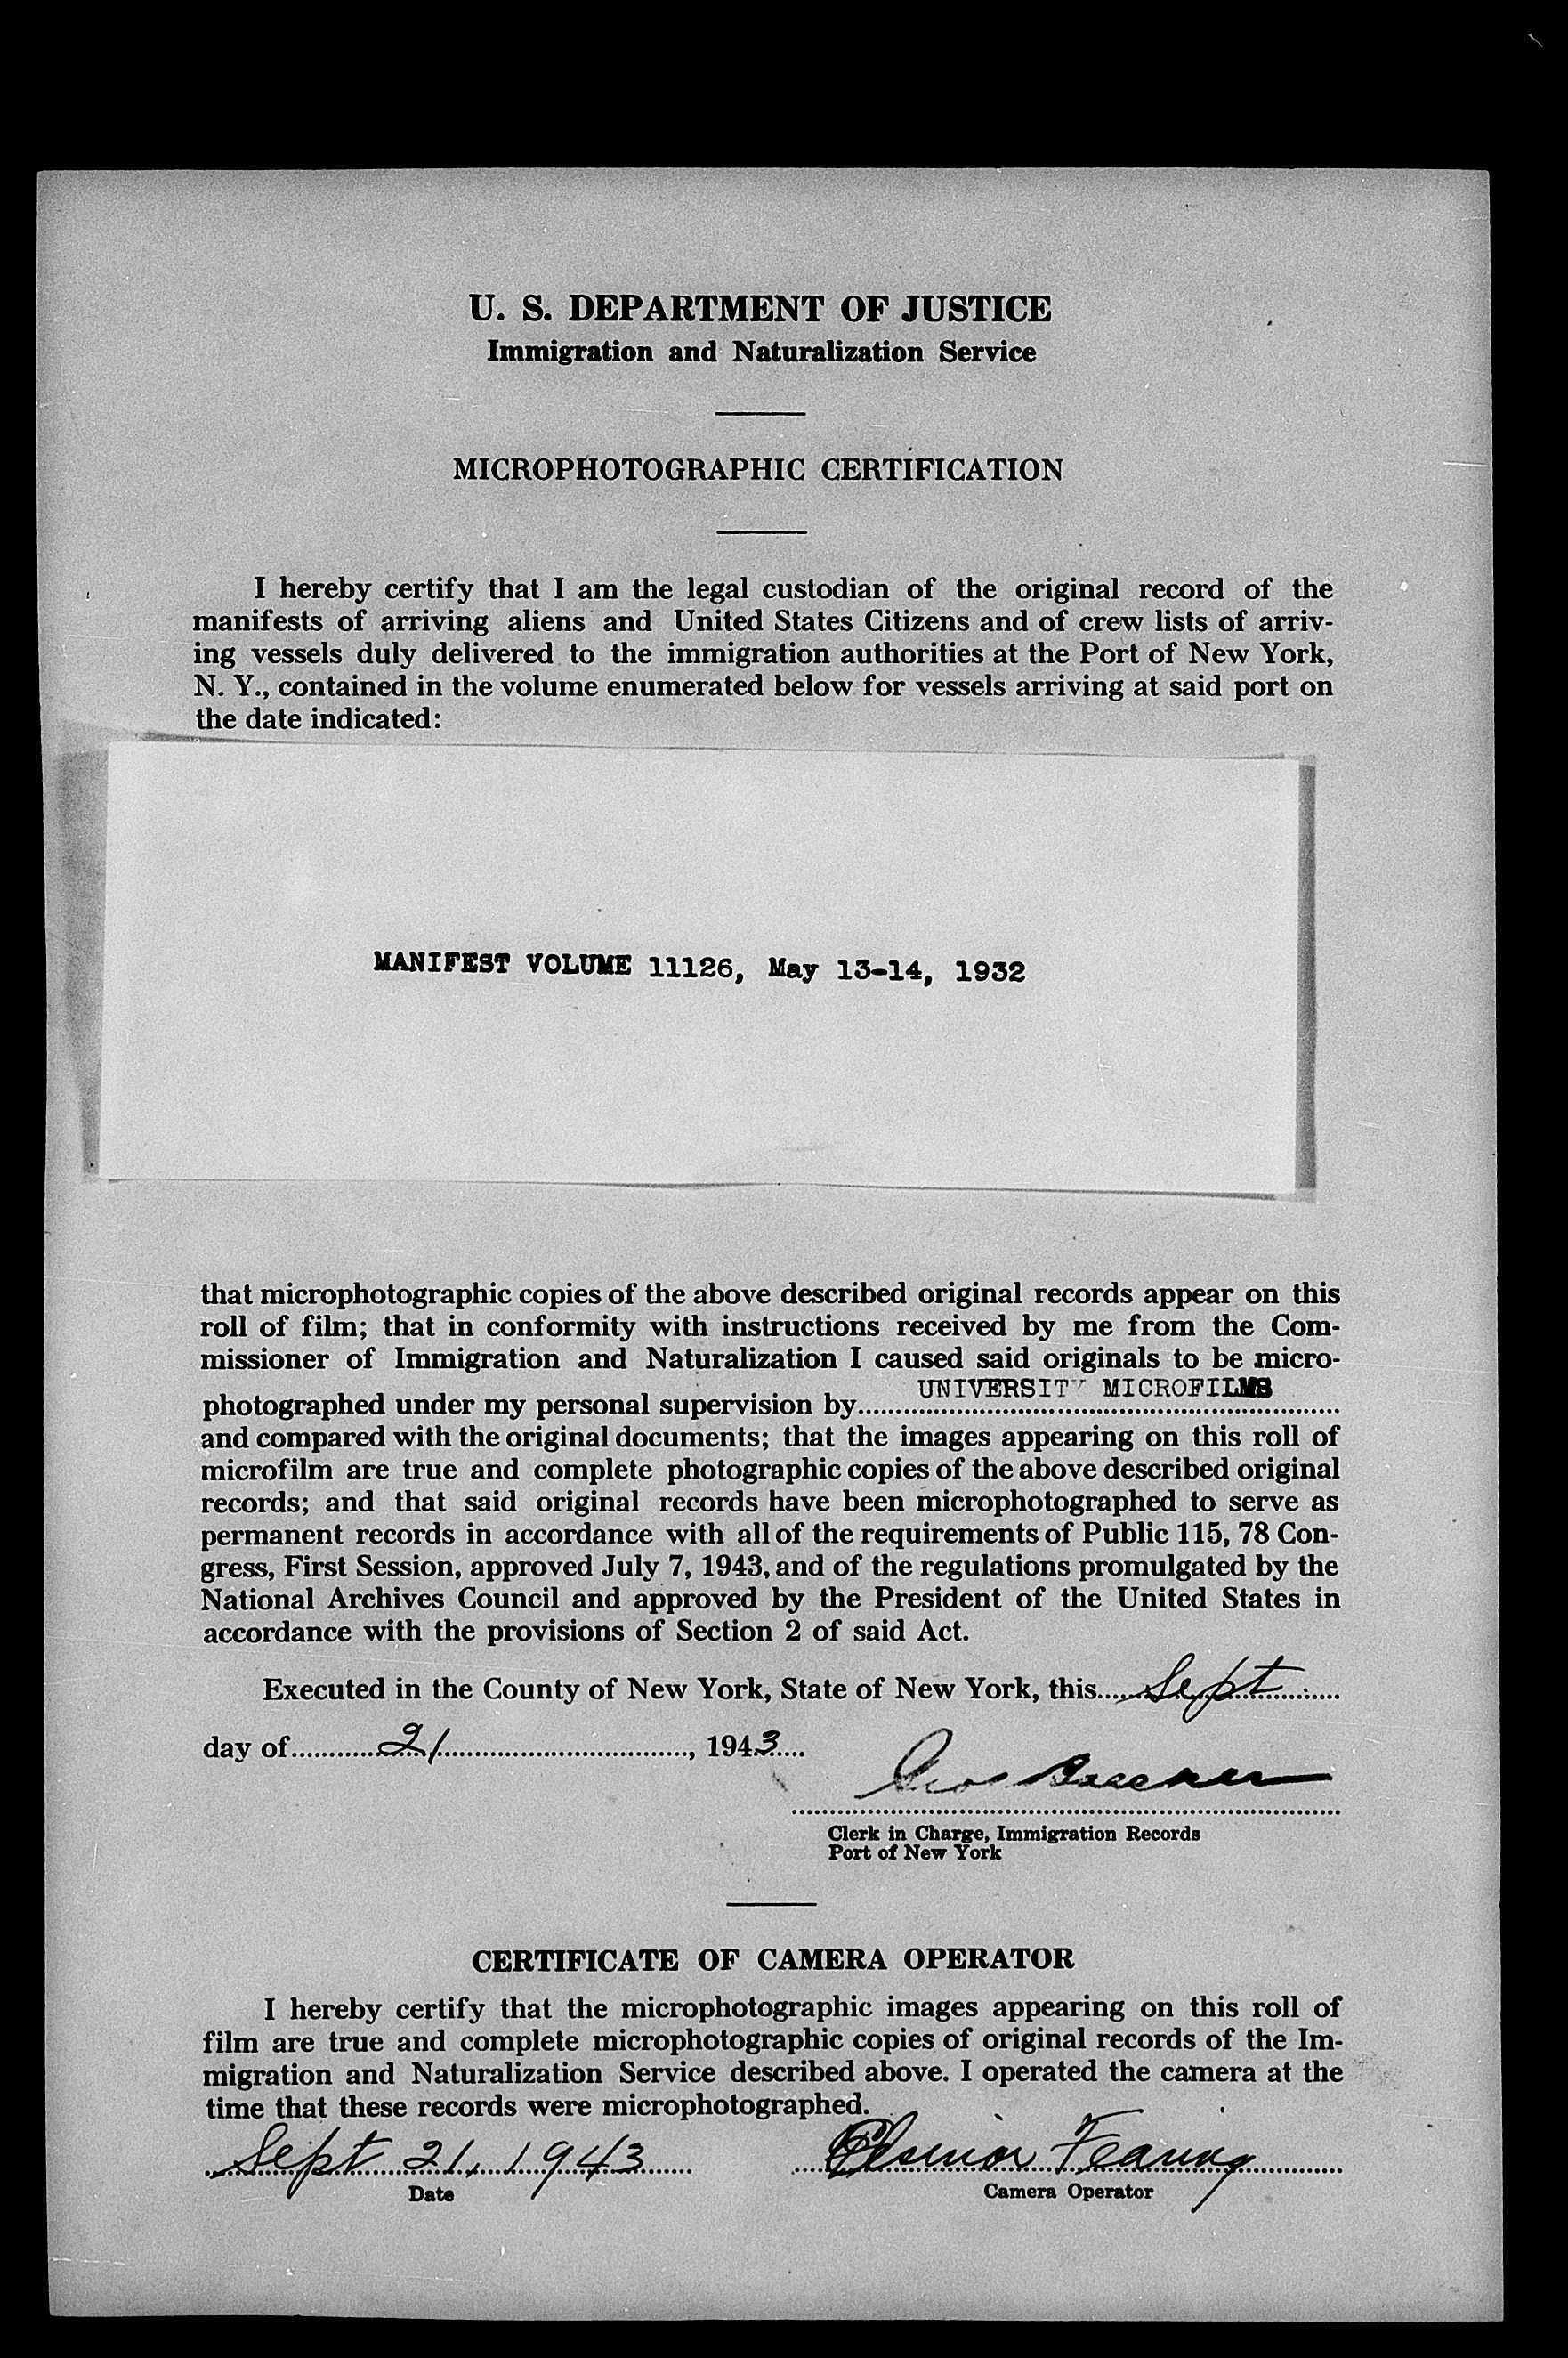 U. S. DEPARTMENT OF JUSTICE
Immigration and Naturalization Service
MICROPHOTOGRAPHIC CERTIFICATION
I hereby certify that I am the legal custodian of the original record of the
manifests of arriving aliens and United States Citizens and of crew lists of arriv-
ing vessels duly delivered to the immigration authorities at the Port of New York,
N. Y., contained in the volume enumerated below for vessels arriving at said port on
the date indicated:
MANIFEST VOLUME 11126, May 13-14, 1932
that microphotographic copies of the above described original records appear on this
roll of film; that in conformity with instructions received by me from the Com-
missioner of Immigration and Naturalization I caused said originals to be micro-
photographed under my personal supervision by UNIVERSITY MICROFILMS
and compared with the original documents; that the images appearing on this roll of
microfilm are true and complete photographic copies of the above described original
records; and that said original records have been microphotographed to serve as
permanent records in accordance with all of the requirements of Public 115, 78 Con-
gress, First Session, approved July 7, 1943, and of the regulations promulgated by the
National Archives Council and approved by the President of the United States in
accordance with the provisions of Section 2 of said Act.
Executed in the County of New York, State of New York, this Sept
day of 21, 1943
Geo
Clerk in Charge, Immigration Records
Port of New York
CERTIFICATE OF CAMERA OPERATOR
I hereby certify that the microphotographic images appearing on this roll of
film are true and complete microphotographic copies of original records of the Im-
migration and Naturalization Service described above. I operated the camera at the
time that these records were microphotographed.
Sept 21, 1943
Date
Camera Operator